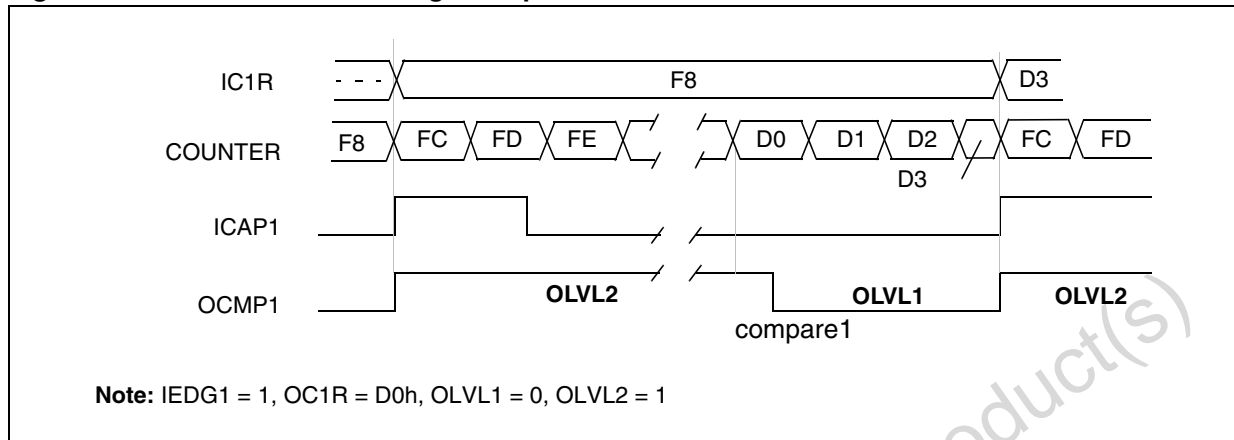 IC1R - - - F8 D3
COUNTER F8 FC FD FE D0 D1 D2 FC FD
D3
ICAP1
OCMP1 OLVL2 OLVL1 OLVL2
compare1
Note: IEDG1 = 1, OC1R = D0h, OLVL1 = 0, OLVL2 = 1